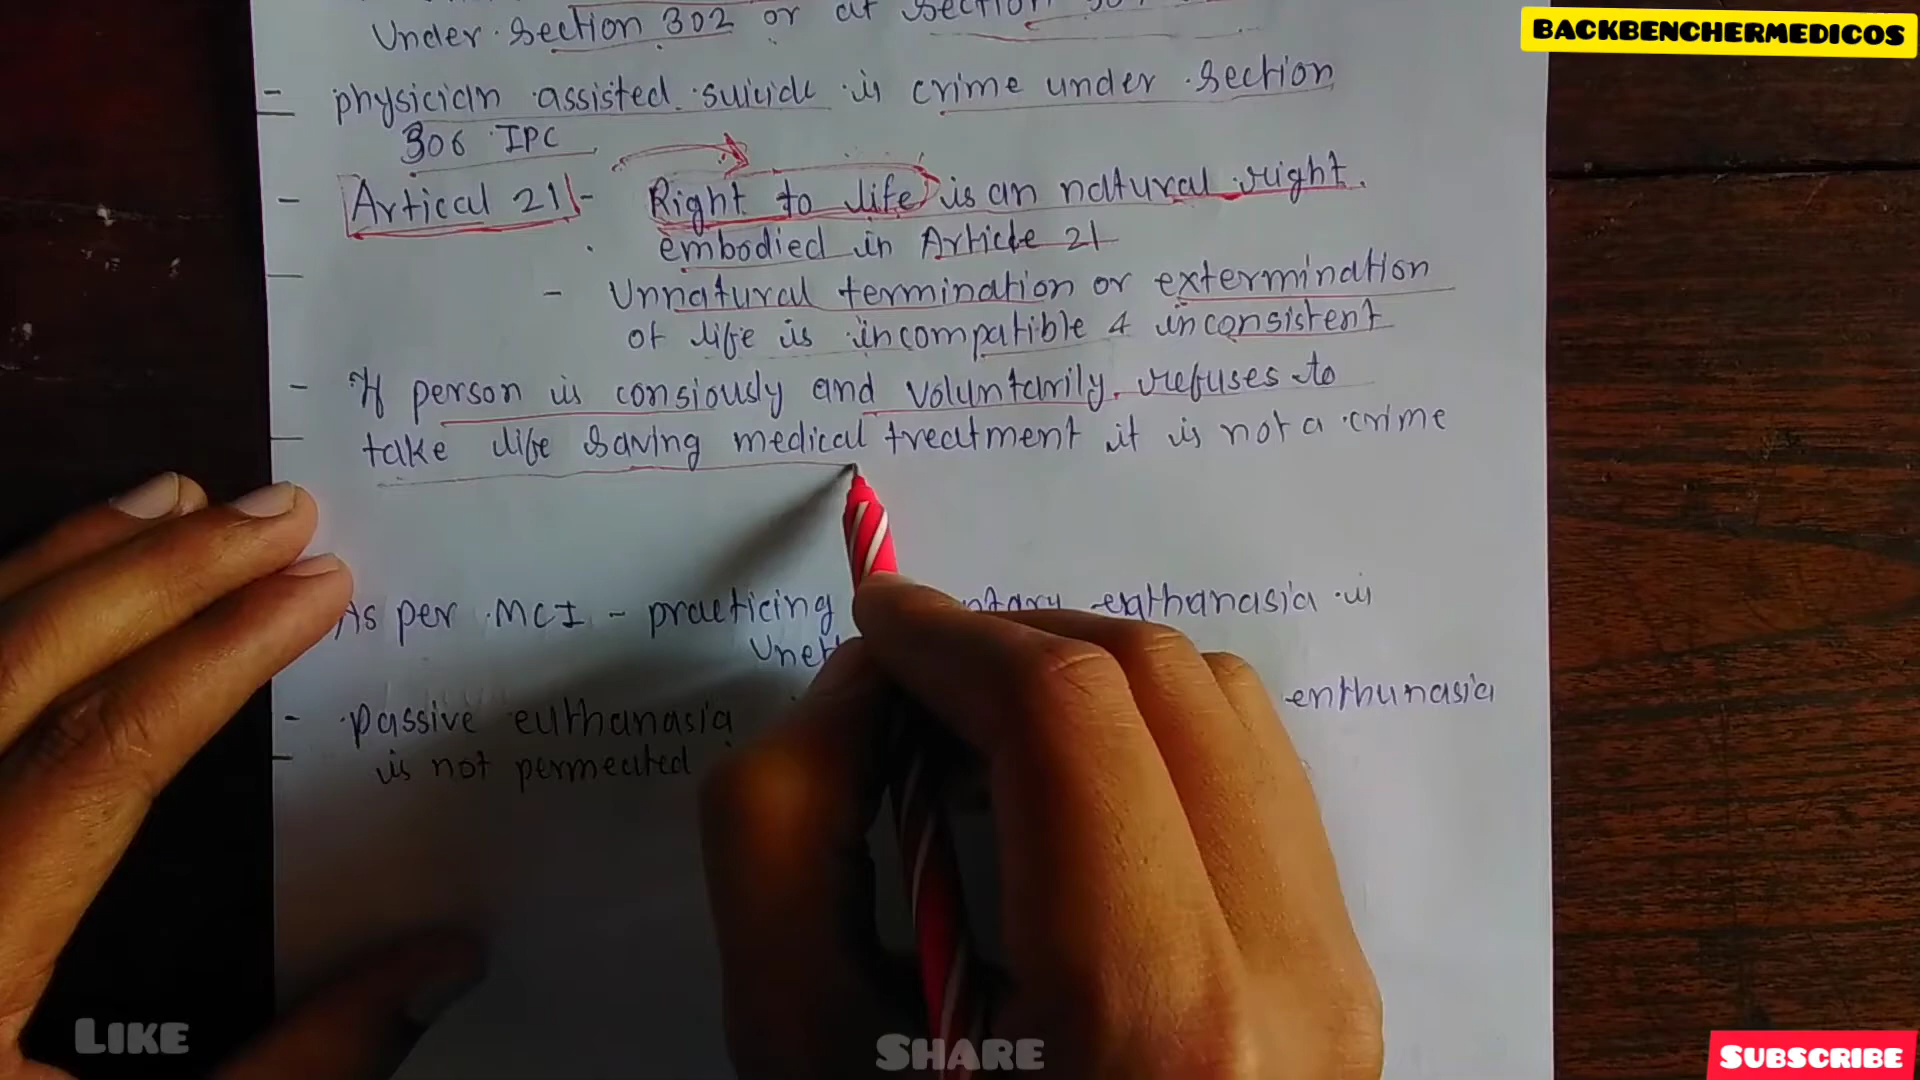 BACKBENCHERMEDICOS
Under section 302 or at section
- physician assisted suicide is crime under section
306 IPC
- Artical 21 - Right to life is an natural right.
embodied in Article 21
- Unnatural termination or extermination
of life is incompatible & inconsistent
- If person is consiously and voluntarily refuses to
take life saving medical treatment it is not a crime
As per MCI - practicing euthanasia is
- passive euthanasia enthunasia
is not permeated
LIKE
SHARE
SUBSCRIBE